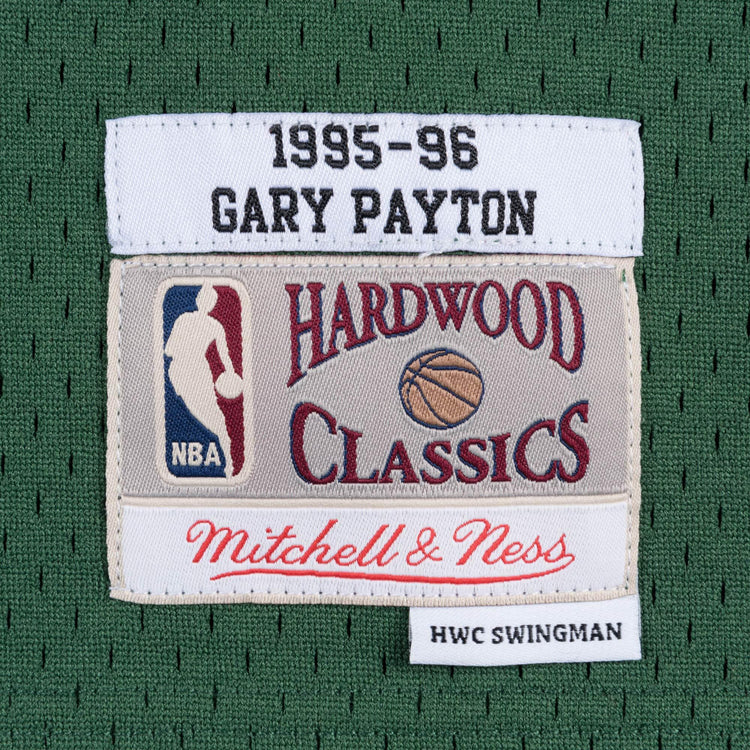 1995-96
GARY PAYTON
NBA
HARDWOOD
CLASSICS
Mitchell & Ness
HWC SWINGMAN